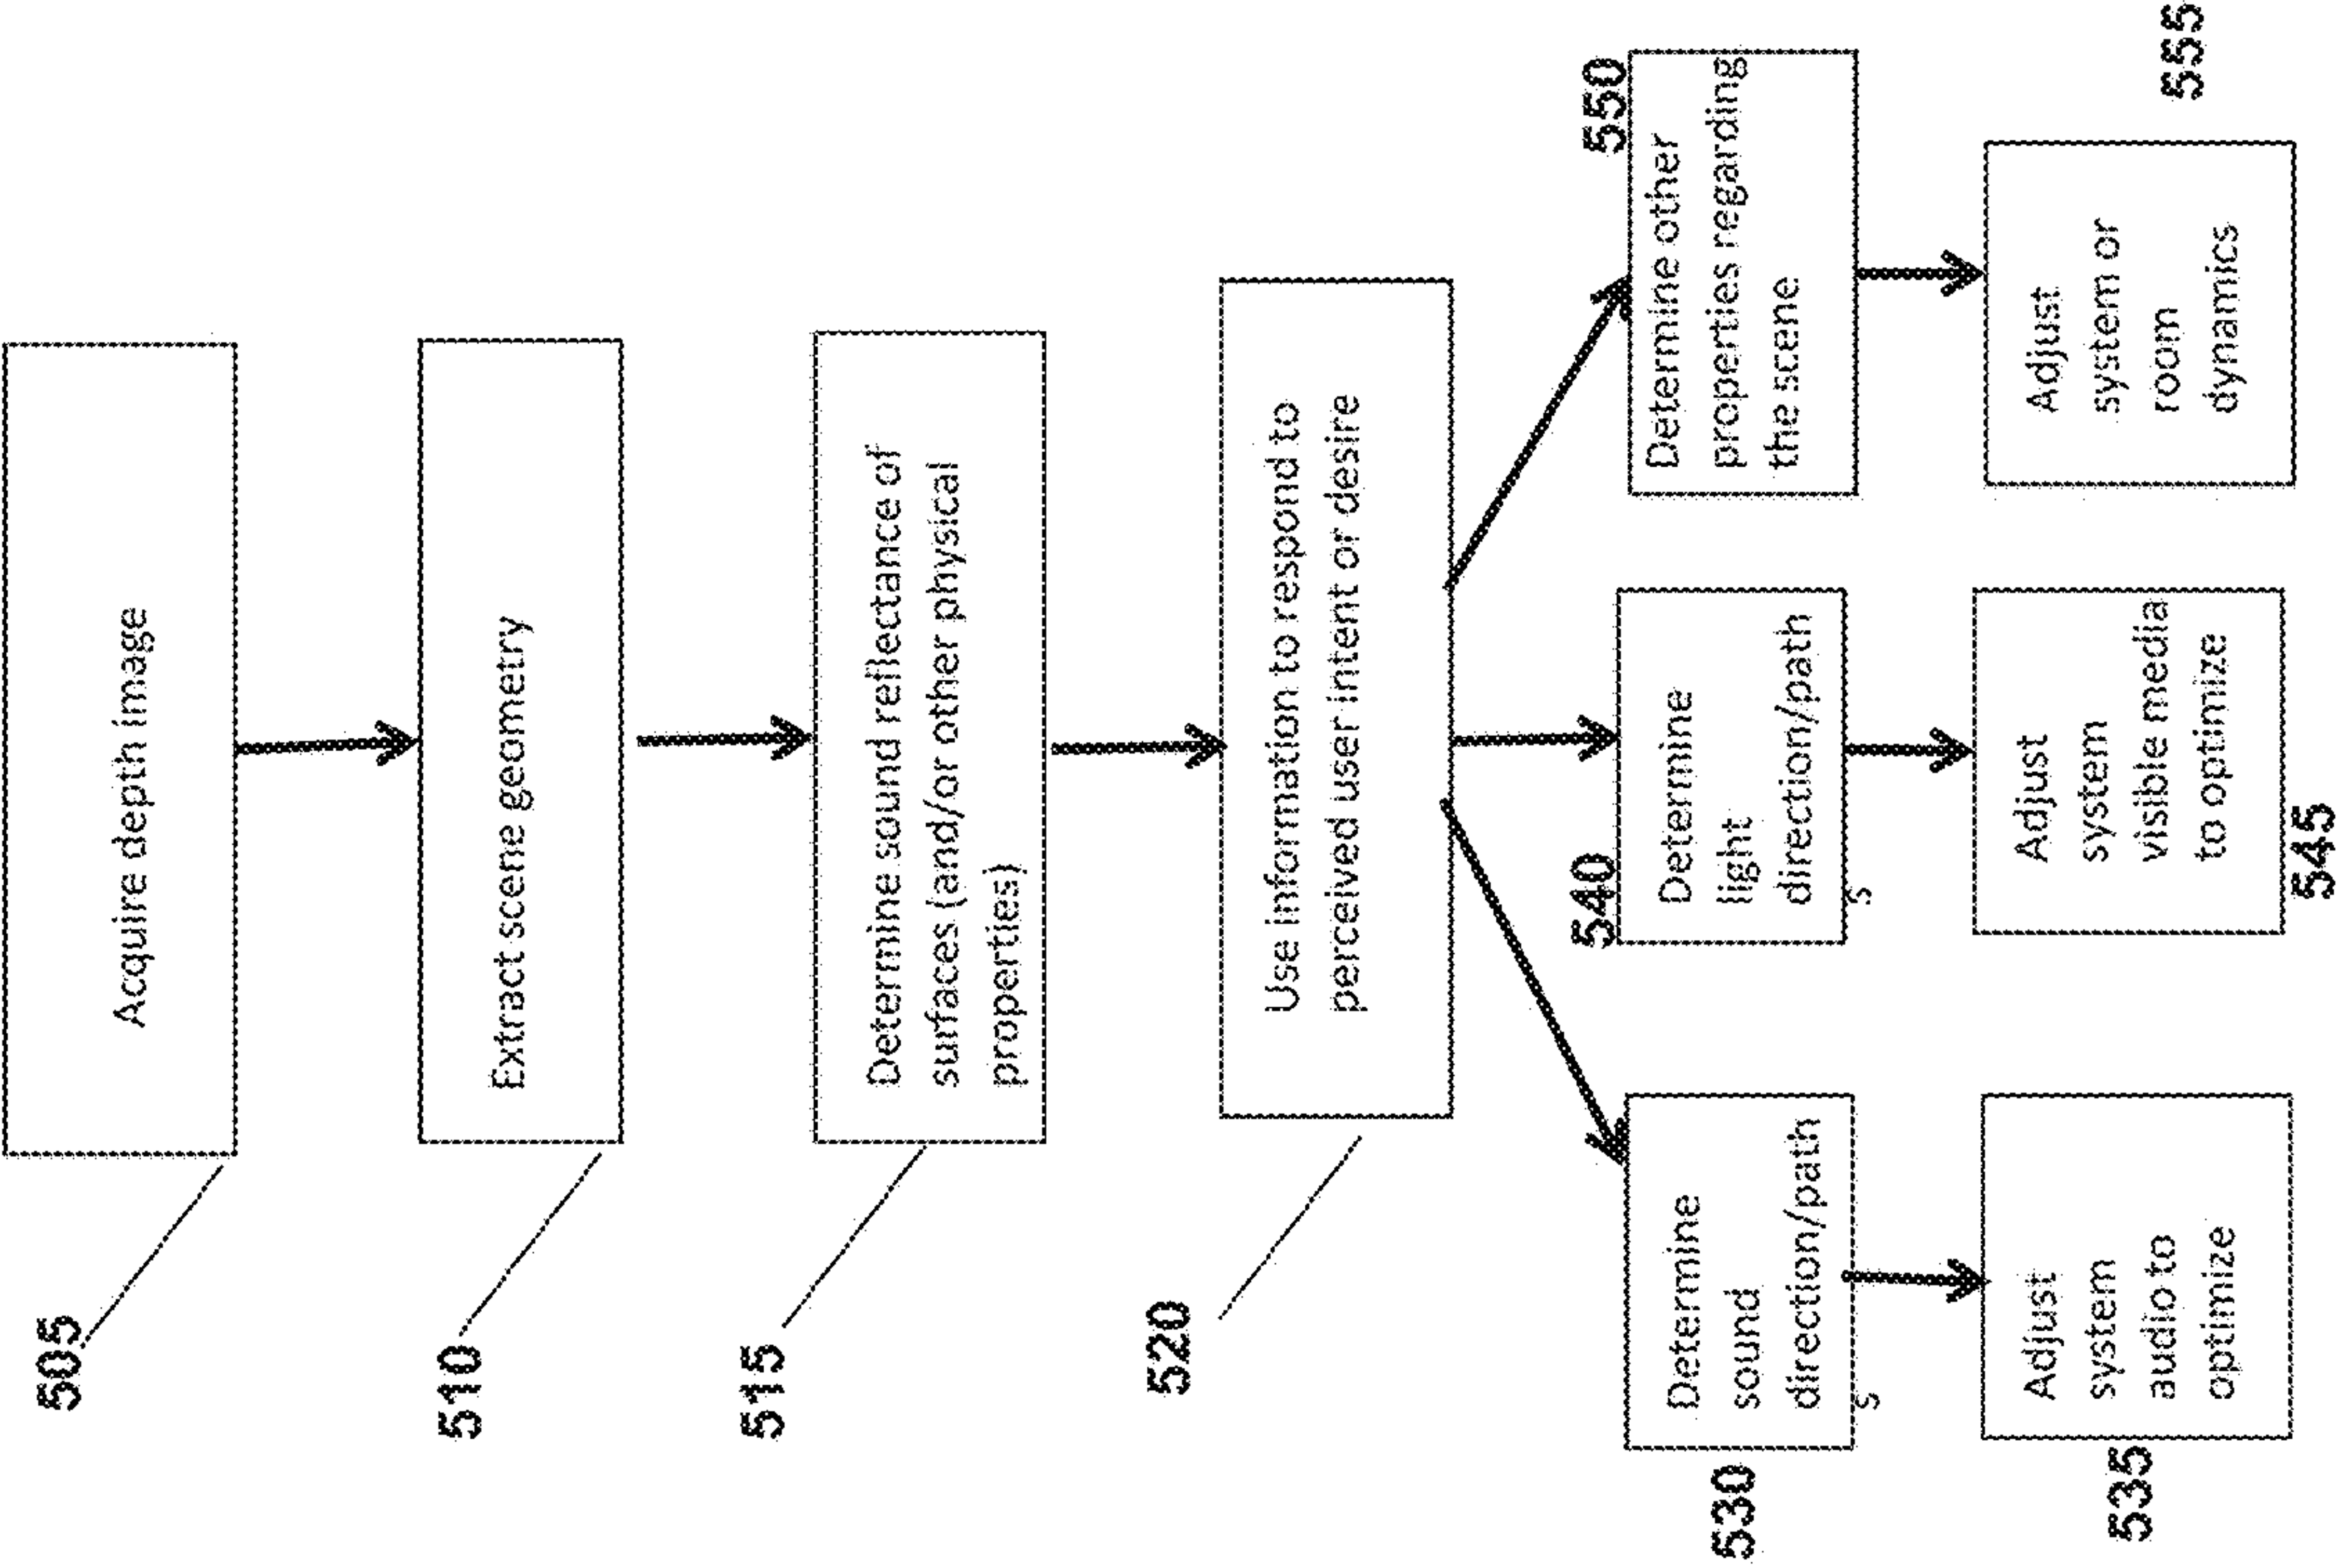 505
Acquire depth image
510
Extract scene geometry
515
Determine sound reflectance of
surfaces (and/or other physical
properties)
520
Use information to respond to
perceived user intent or desire
530
Determine
sound
direction/path
s
540
Determine
light
direction/path
s
550
Determine other
properties regarding
the scene
535
Adjust
system
audio to
optimize
545
Adjust
system
visible media
to optimize
555
Adjust
system or
room
dynamics